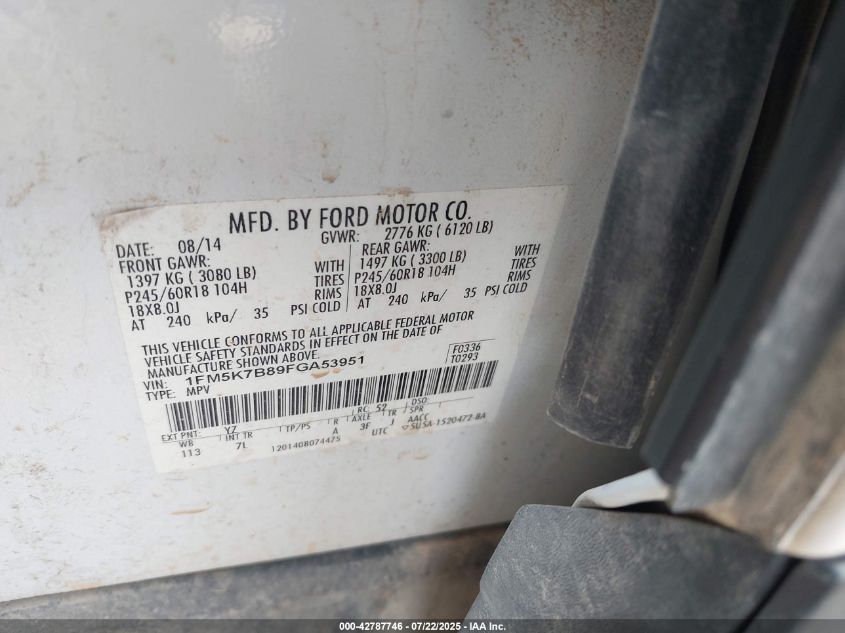 MFD. BY FORD MOTOR CO.
DATE: 08/14 GVWR: 2776 KG ( 6120 LB)
FRONT GAWR: REAR GAWR:
1397 KG ( 3080 LB) WITH 1497 KG ( 3300 LB) WITH
P245/60R18 104H TIRES P245/60R18 104H TIRES
18X8.0J RIMS 18X8.0J RIMS
AT 240 kPa/ 35 PSI COLD AT 240 kPa/ 35 PSI COLD
THIS VEHICLE CONFORMS TO ALL APPLICABLE FEDERAL MOTOR
VEHICLE SAFETY STANDARDS IN EFFECT ON THE DATE OF
MANUFACTURE SHOWN ABOVE.
F0336
VIN: 1FM5K7B89FGA53951 T0293
TYPE: MPV
EXT PNT: YZ RC: 52 DSO:
WB INT TR TP/PS R AXLE TR SPR
113 7L A 3F J AACC
1201408074475 UTC SUSA-1520472-BA
000-42787746 - 07/22/2025 - IAA Inc.